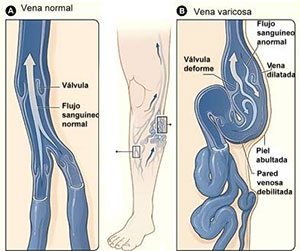 A Vena normal
Válvula
Flujo
sanguíneo
normal
B Vena varicosa
Flujo
sanguíneo
anormal
Válvula
deforme
Vena
dilatada
Piel
abultada
Pared
venosa
debilitada